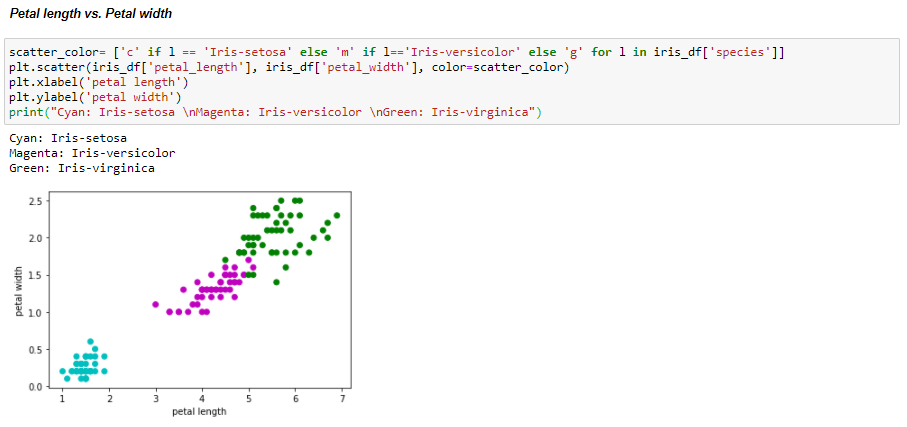 Petal length vs. Petal width
scatter_color= ['c' if l == 'Iris-setosa' else 'm' if l=='Iris-versicolor' else 'g' for l in iris_df['species']]
plt.scatter(iris_df['petal_length'], iris_df['petal_width'], color=scatter_color)
plt.xlabel('petal length')
plt.ylabel('petal width')
print("Cyan: Iris-setosa \nMagenta: Iris-versicolor \nGreen: Iris-virginica")
Cyan: Iris-setosa
Magenta: Iris-versicolor
Green: Iris-virginica
2.5
2.0
1.5
1.0
0.5
0.0
petal width
1 2 3 4 5 6 7
petal length